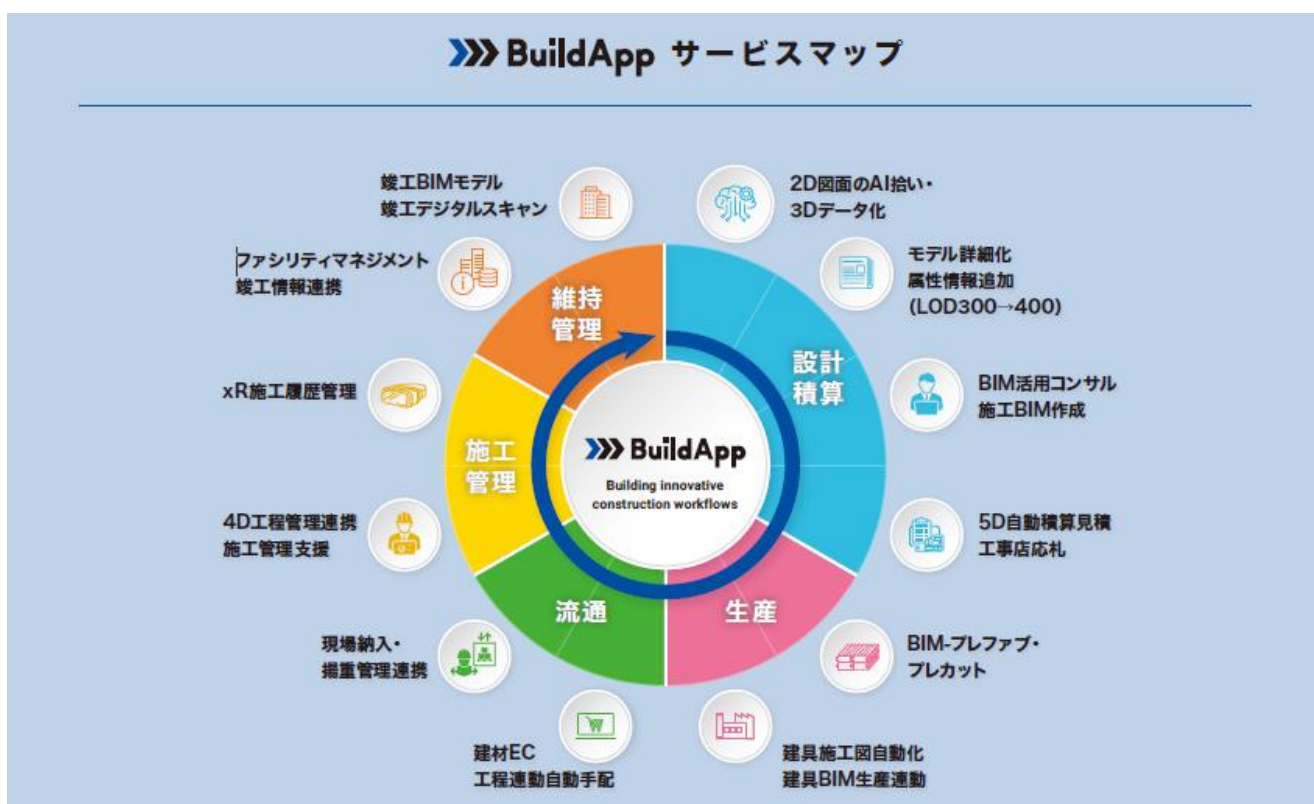 BuildApp サービスマップ
竣工BIMモデル
竣工デジタルスキャン
2D図面のAI拾い・
3Dデータ化
ファシリティマネジメント
竣工情報連携
モデル詳細化
属性情報追加
(LOD300→400)
維持
管理
設計
積算
xR施工履歴管理
BIM活用コンサル
施工BIM作成
施工
管理
BuildApp
Building innovative
construction workflows
4D工程管理連携
施工管理支援
5D自動積算見積
工事店応札
流通
生産
現場納入・
揚重管理連携
BIM-プレファブ・
プレカット
建材EC
工程連動自動手配
建具施工図自動化
建具BIM生産連動